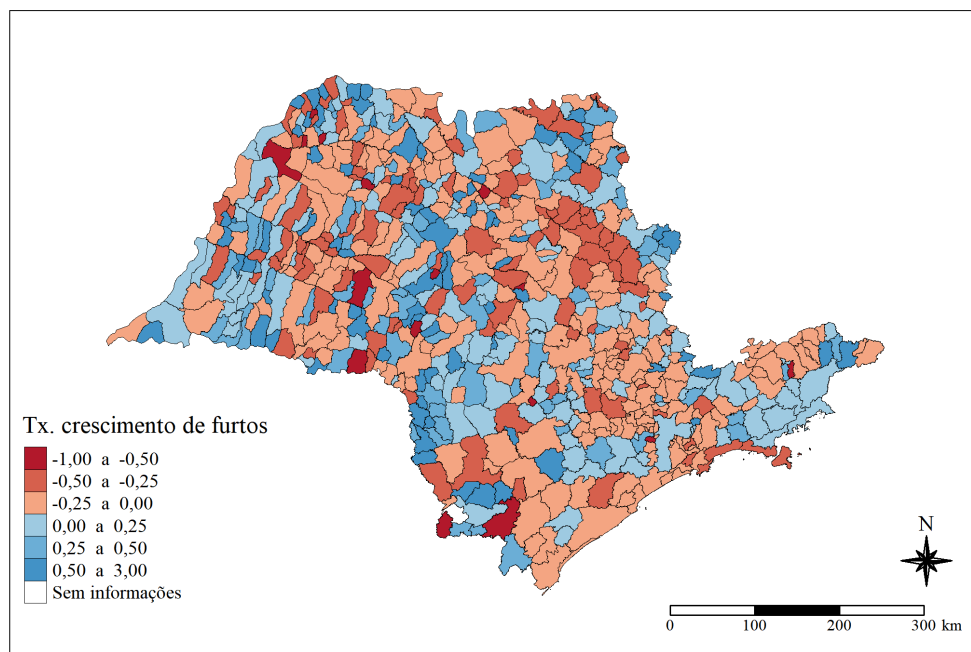 Tx. crescimento de furtos
-1,00 a -0,50
-0,50 a -0,25
-0,25 a 0,00
0,00 a 0,25
0,25 a 0,50
0,50 a 3,00
Sem informações
N
0 100 200 300 km